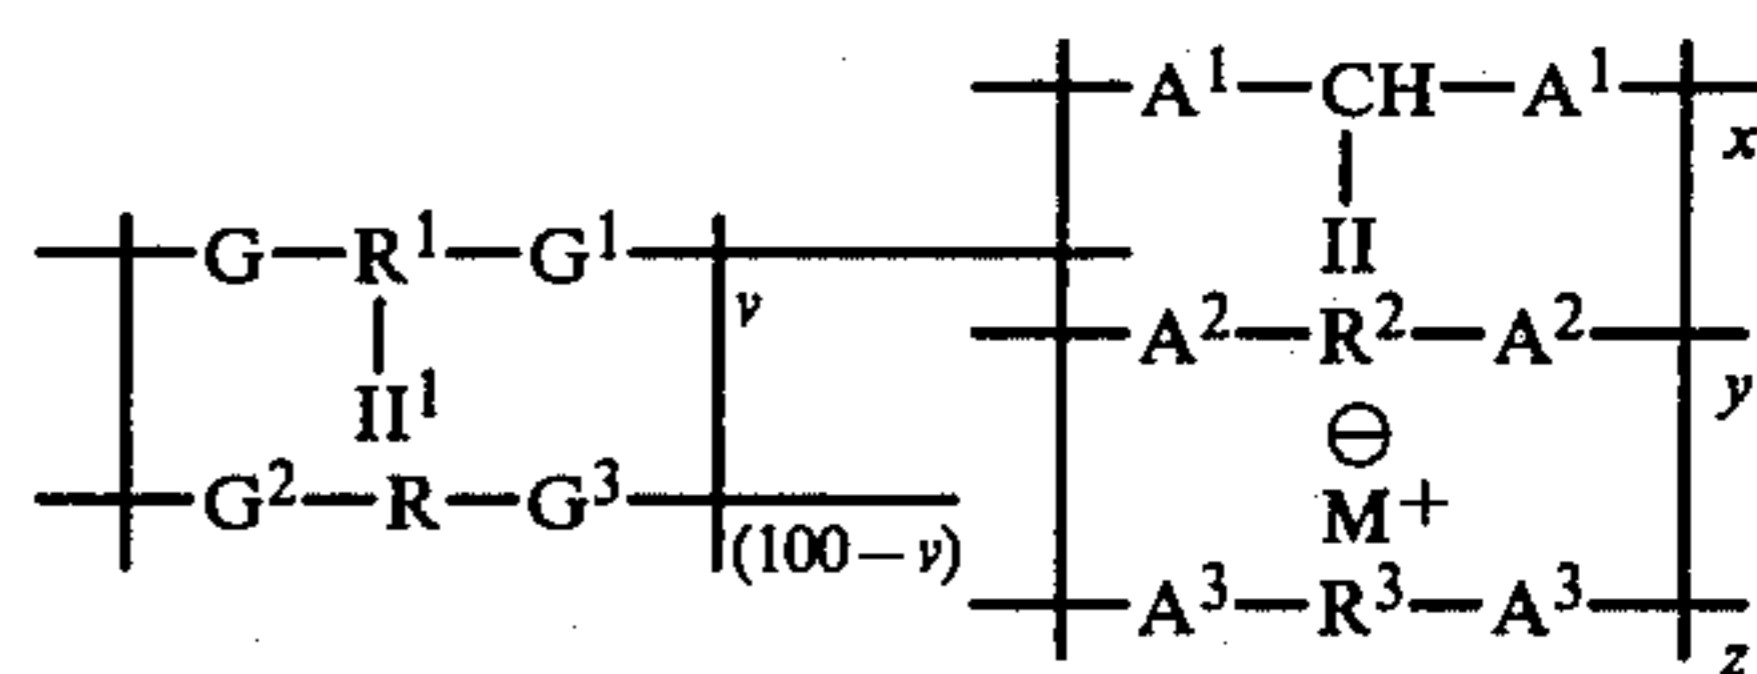 A¹—CH—A¹
x
II
G—R¹—G¹
v
II¹
A²—R²—A²
y
⊖
M⁺
G²—R—G³
(100−v)
A³—R³—A³
z